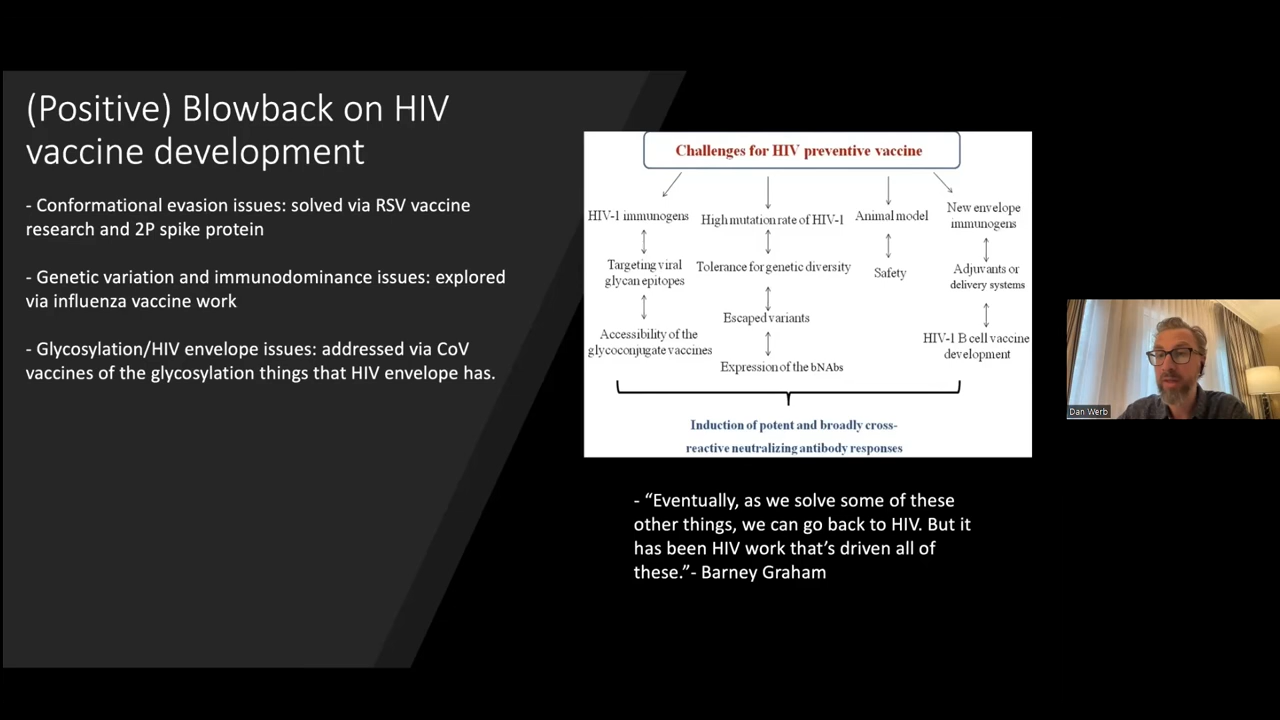 (Positive) Blowback on HIV
vaccine development
- Conformational evasion issues: solved via RSV vaccine
research and 2P spike protein
- Genetic variation and immunodominance issues: explored
via influenza vaccine work
- Glycosylation/HIV envelope issues: addressed via CoV
vaccines of the glycosylation things that HIV envelope has.
Challenges for HIV preventive vaccine
HIV-1 immunogens
Targeting viral
glycan epitopes
Accessibility of the
glycoconjugate vaccines
High mutation rate of HIV-1
Tolerance for genetic diversity
Escaped variants
Expression of the bNAbs
Animal model
Safety
New envelope
immunogens
Adjuvants or
delivery systems
HIV-1 B cell vaccine
development
Induction of potent and broadly cross-
reactive neutralizing antibody responses
- “Eventually, as we solve some of these
other things, we can go back to HIV. But it
has been HIV work that’s driven all of
these.”- Barney Graham
Dan Werb